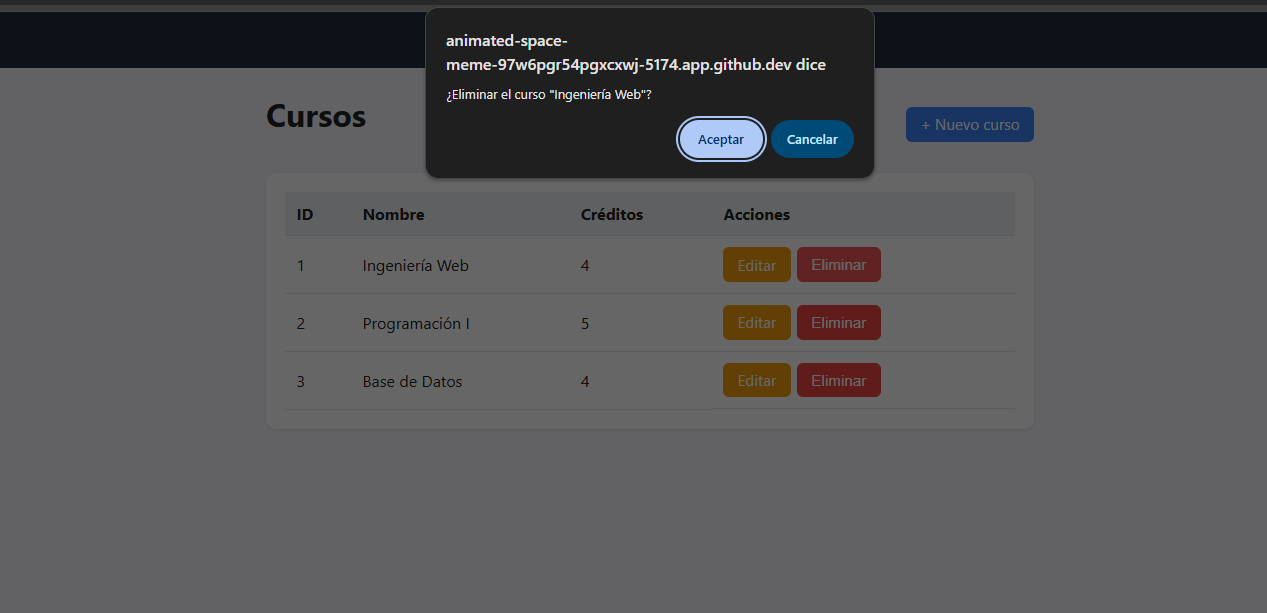 animated-space-
meme-97w6pgr54pgxcxwj-5174.app.github.dev dice
¿Eliminar el curso "Ingeniería Web"?
Aceptar Cancelar
Cursos
+ Nuevo curso
ID Nombre Créditos Acciones
1 Ingeniería Web 4 Editar Eliminar
2 Programación I 5 Editar Eliminar
3 Base de Datos 4 Editar Eliminar